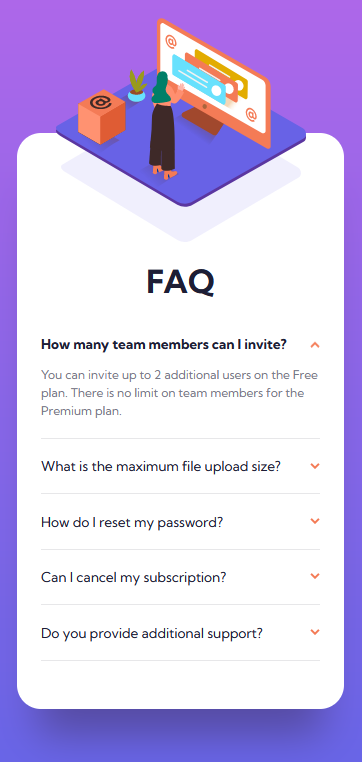 FAQ
How many team members can I invite?
You can invite up to 2 additional users on the Free
plan. There is no limit on team members for the
Premium plan.
What is the maximum file upload size?
How do I reset my password?
Can I cancel my subscription?
Do you provide additional support?